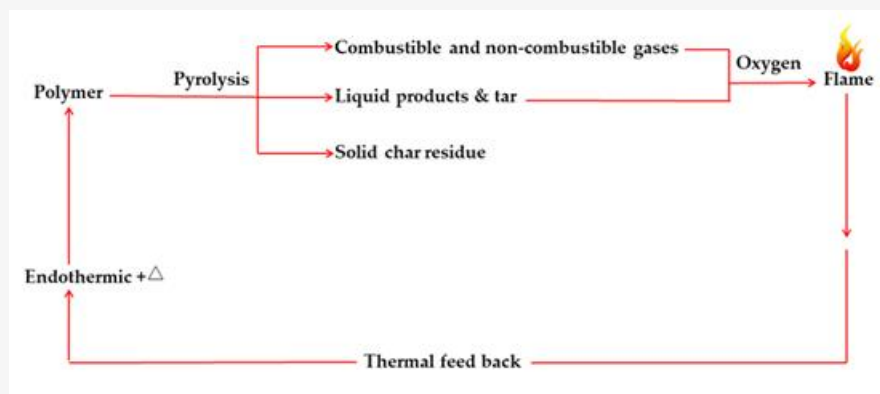 Combustible and non-combustible gases
Oxygen
Pyrolysis
Flame
Polymer
Liquid products & tar
Solid char residue
Endothermic +△
Thermal feed back